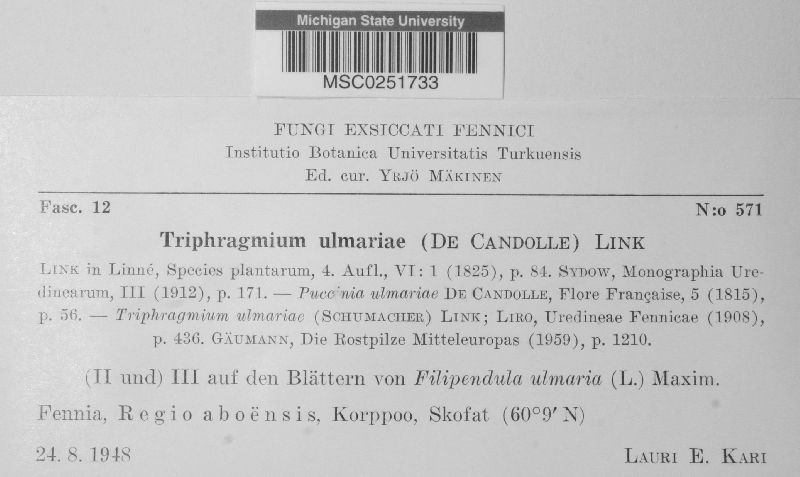 Michigan State University
MSC0251733
FUNGI EXSICCATI FENNICI
Institutio Botanica Universitatis Turkuensis
Ed. cur. YRJÖ MÄKINEN
Fasc. 12 N:o 571
Triphragmium ulmariae (DE CANDOLLE) LINK
LINK in Linné, Species plantarum, 4. Aufl., VI: 1 (1825), p. 84. SYDOW, Monographia Ure-
dinearum, III (1912), p. 171. — Puccinia ulmariae DE CANDOLLE, Flore Française, 5 (1815),
p. 56. — Triphragmium ulmariae (SCHUMACHER) LINK; LIRO, Uredineae Fennicae (1908),
p. 436. GÄUMANN, Die Rostpilze Mitteleuropas (1959), p. 1210.
(II und) III auf den Blättern von Filipendula ulmaria (L.) Maxim.
Fennia, Regio aboënsis, Korppoo, Skofat (60°9′ N)
24. 8. 1948 LAURI E. KARI